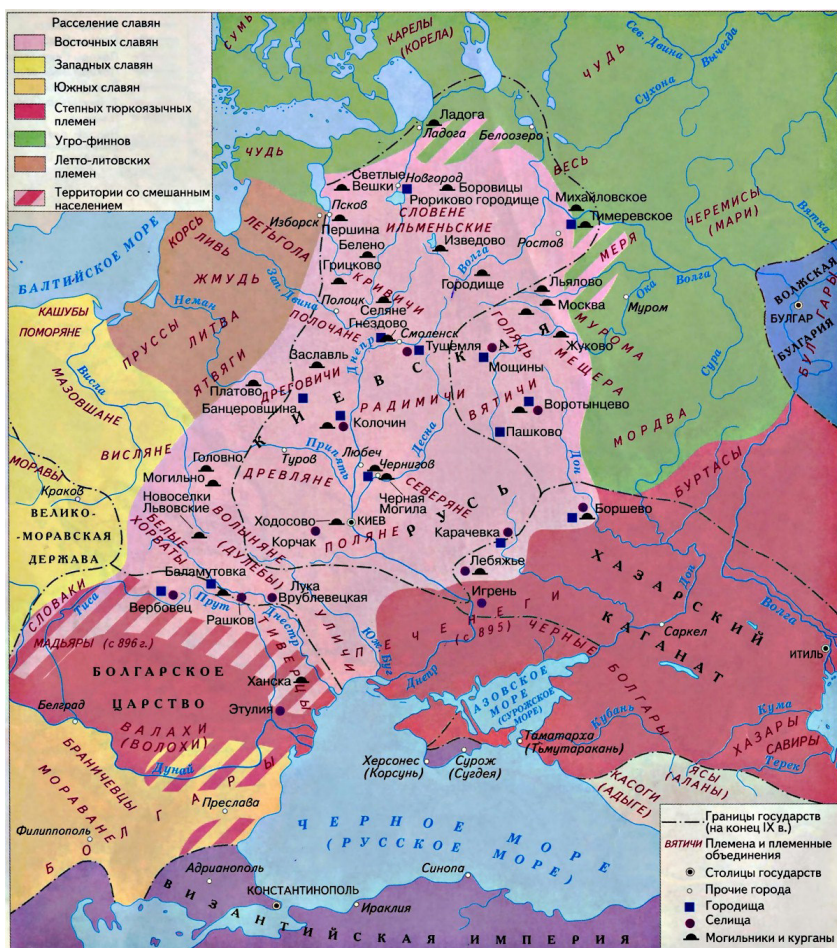 Расселение славян
Восточных славян
Западных славян
Южных славян
Степных тюркоязычных
племен
Угро-финнов
Летто-литовских
племен
Территории со смешанным
населением
СУМЬ
КАРЕЛЫ
(КОРЕЛА)
ЧУДЬ
Сев. Двина
Вычегда
Сухона
Ладога
Ладога
Белоозеро
ЧУДЬ
ВЕСЬ
Светлые
Вешки
Новгород
Боровицы
Рюриково городище
Михайловское
Тимеревское
ЧЕРЕМИСЫ
(МАРИ)
Вятка
Псков
Изборск
Першина
СЛОВЕНЕ
ИЛЬМЕНСКИЕ
Изведово
Ростов
МЕРЯ
КОРСЬ
ЛИВЬ
ЛЕТЬГОЛА
Белено
Грицково
Волга
Городище
БАЛТИЙСКОЕ МОРЕ
ЖМУДЬ
Зап. Двина
КРИВИЧИ
Льялово
Москва
Ока
Волга
Муром
ВОЛЖСКАЯ
БУЛГАР
БУЛГАРИЯ
БУЛГАРЫ
КАШУБЫ
ПОМОРЯНЕ
Неман
Полоцк
Селяне
Гнездово
ПОЛОЧАНЕ
Смоленск
ГОЛЯДЬ
МУРОМА
ПРУССЫ
ЛИТВА
Днепр
Тушемля
Жуково
МЕЩЕРА
Сура
Висла
МАЗОВШАНЕ
ЯТВЯГИ
Заславль
ДРЕГОВИЧИ
Мощины
Платово
Банцеровщина
РАДИМИЧИ
ВЯТИЧИ
Воротынцево
КИЕВСКАЯ
Колочин
Пашково
МОРДВА
ВИСЛЯНЕ
Головно
Припять
Десна
Любеч
Туров
Дон
МОРАВЫ
Краков
Могильно
ДРЕВЛЯНЕ
Чернигов
СЕВЕРЯНЕ
БУРТАСЫ
Новоселки
Львовские
Черная
Могила
Боршево
ВЕЛИКО-
МОРАВСКАЯ
ДЕРЖАВА
БЕЛЫЕ
ХОРВАТЫ
ВОЛЫНЯНЕ
(ДУЛЕБЫ)
Ходосово
Корчак
КИЕВ
ПОЛЯНЕ
РУСЬ
Карачевка
ХАЗАРСКИЙ
КАГАНАТ
Баламутовка
Лебяжье
Дон
СЛОВАКИ
Тиса
Вербовец
Прут
Рашков
Лука
Врублевецкая
Игрень
Волга
Днестр
УЛИЧИ
ПЕЧЕНЕГИ
(с 895)
МАДЬЯРЫ (с 896 г.)
Юж. Буг
Днепр
ЧЕРНЫЕ
БОЛГАРЫ
Саркел
ИТИЛЬ
БОЛГАРСКОЕ
ЦАРСТВО
ТИВЕРЦЫ
Ханска
АЗОВСКОЕ
МОРЕ
(СУРОЖСКОЕ
МОРЕ)
Белград
Этулия
ВАЛАХИ
(ВОЛОХИ)
Кубань
Кума
ХАЗАРЫ
САВИРЫ
Таматарха
(Тьмутаракань)
Дунай
Терек
БРАНИЧЕВЦЫ
МОРАВАНЕ
Херсонес
(Корсунь)
Сурож
(Сугдея)
КАСОГИ
(АДЫГЕ)
ЯСЫ
(АЛАНЫ)
Преслава
БОЛГАРЫ
Филиппополь
ЧЕРНОЕ МОРЕ
(РУССКОЕ МОРЕ)
Адрианополь
Синопа
КОНСТАНТИНОПОЛЬ
Ираклия
ВИЗАНТИЙСКАЯ ИМПЕРИЯ
Границы государств
(на конец IX в.)
ВЯТИЧИ Племена и племенные
объединения
Столицы государств
Прочие города
Городища
Селища
Могильники и курганы